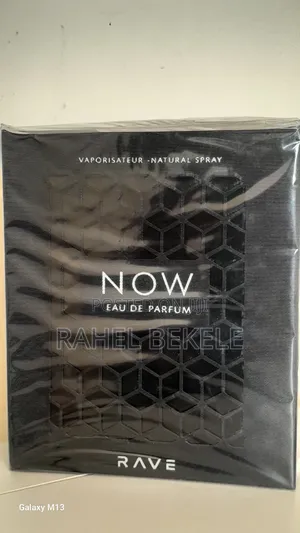 VAPORISATEUR - NATURAL SPRAY
NOW
EAU DE PARFUM
RAHEL BEKELE
RAVE
Galaxy M13